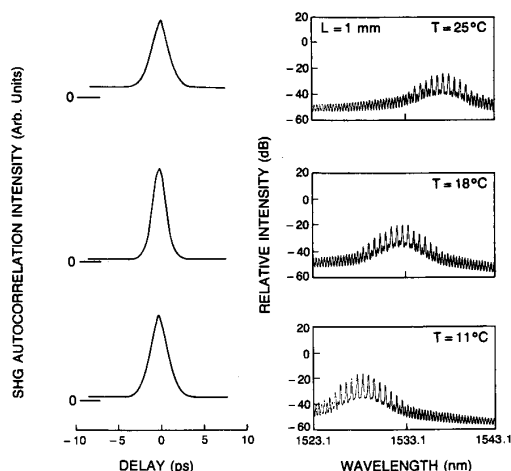 SHG AUTOCORRELATION INTENSITY (Arb. Units)
0
0
0
−10 −5 0 5 10
DELAY (ps)
RELATIVE INTENSITY (dB)
20
0
−20
−40
−60
L = 1 mm T = 25°C
20
0
−20
−40
−60
T = 18°C
20
0
−20
−40
−60
T = 11°C
1523.1 1533.1 1543.1
WAVELENGTH (nm)